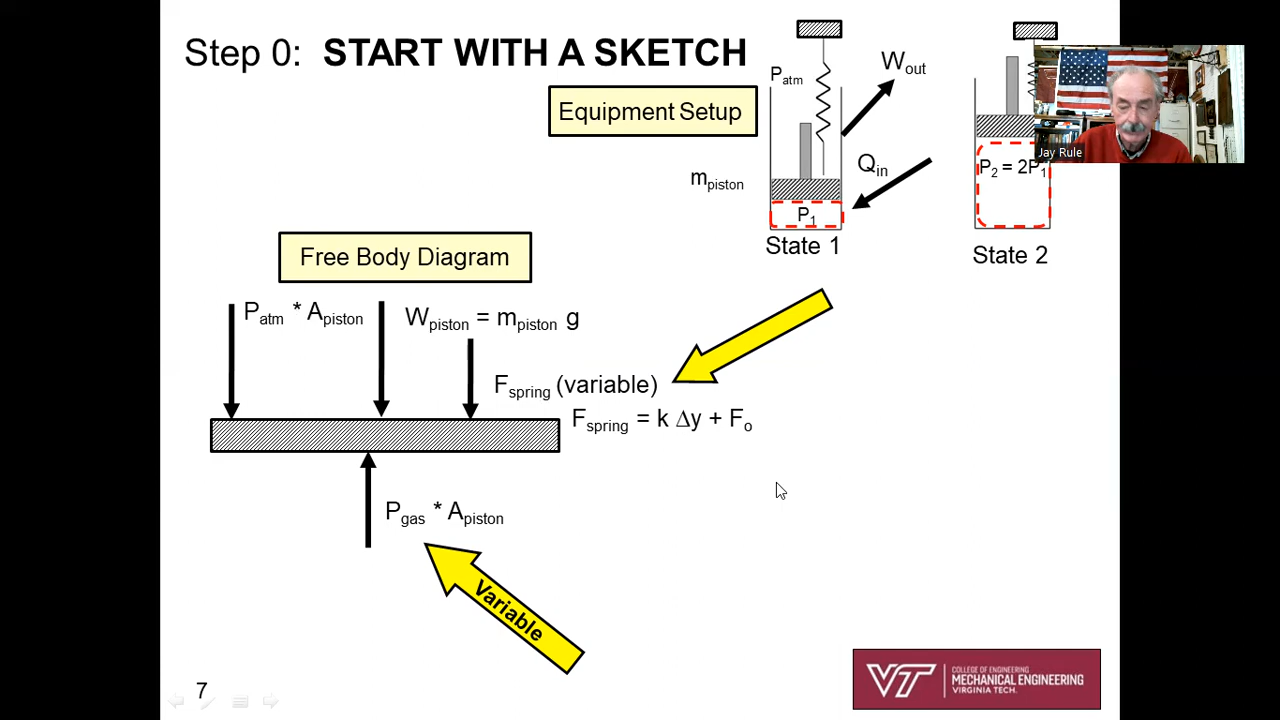 Step 0: START WITH A SKETCH
Equipment Setup
P_atm
W_out
Q_in
m_piston
P_1
State 1
P_2 = 2P_1
State 2
Jay Rule
Free Body Diagram
P_atm * A_piston
W_piston = m_piston g
F_spring (variable)
F_spring = k Δy + F_o
P_gas * A_piston
Variable
7
VT
COLLEGE OF ENGINEERING
MECHANICAL ENGINEERING
VIRGINIA TECH.